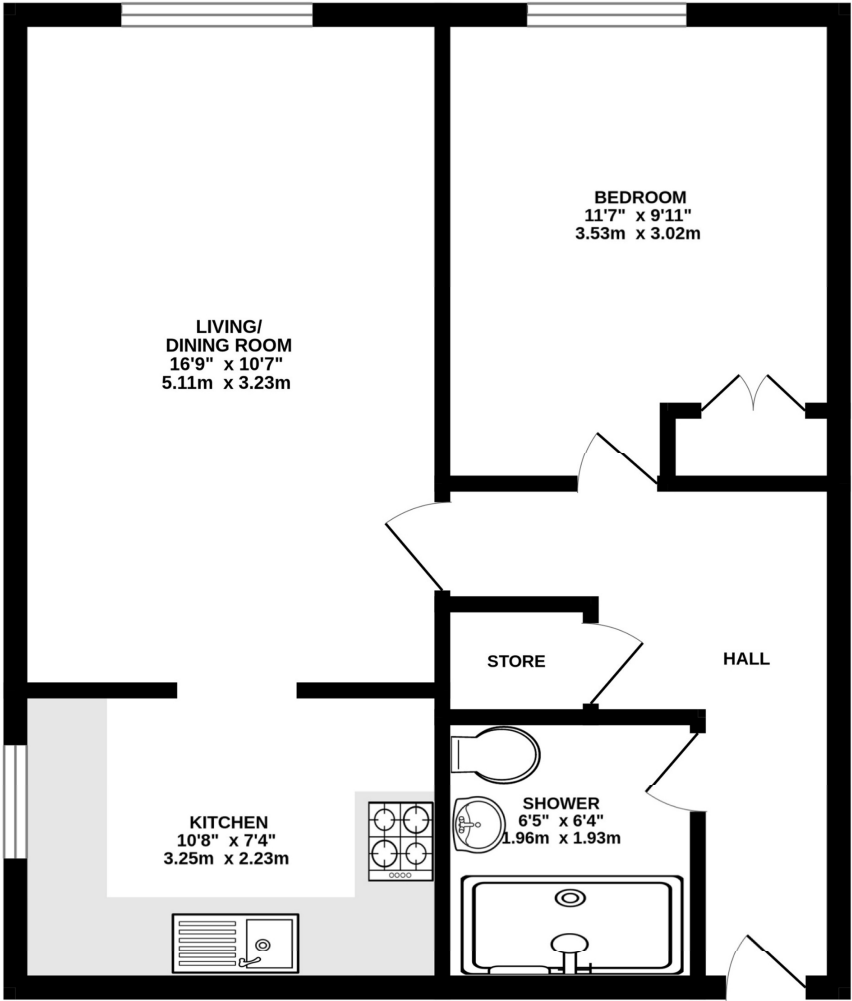 BEDROOM
11'7" x 9'11"
3.53m x 3.02m
LIVING/
DINING ROOM
16'9" x 10'7"
5.11m x 3.23m
STORE
HALL
KITCHEN
10'8" x 7'4"
3.25m x 2.23m
SHOWER
6'5" x 6'4"
1.96m x 1.93m